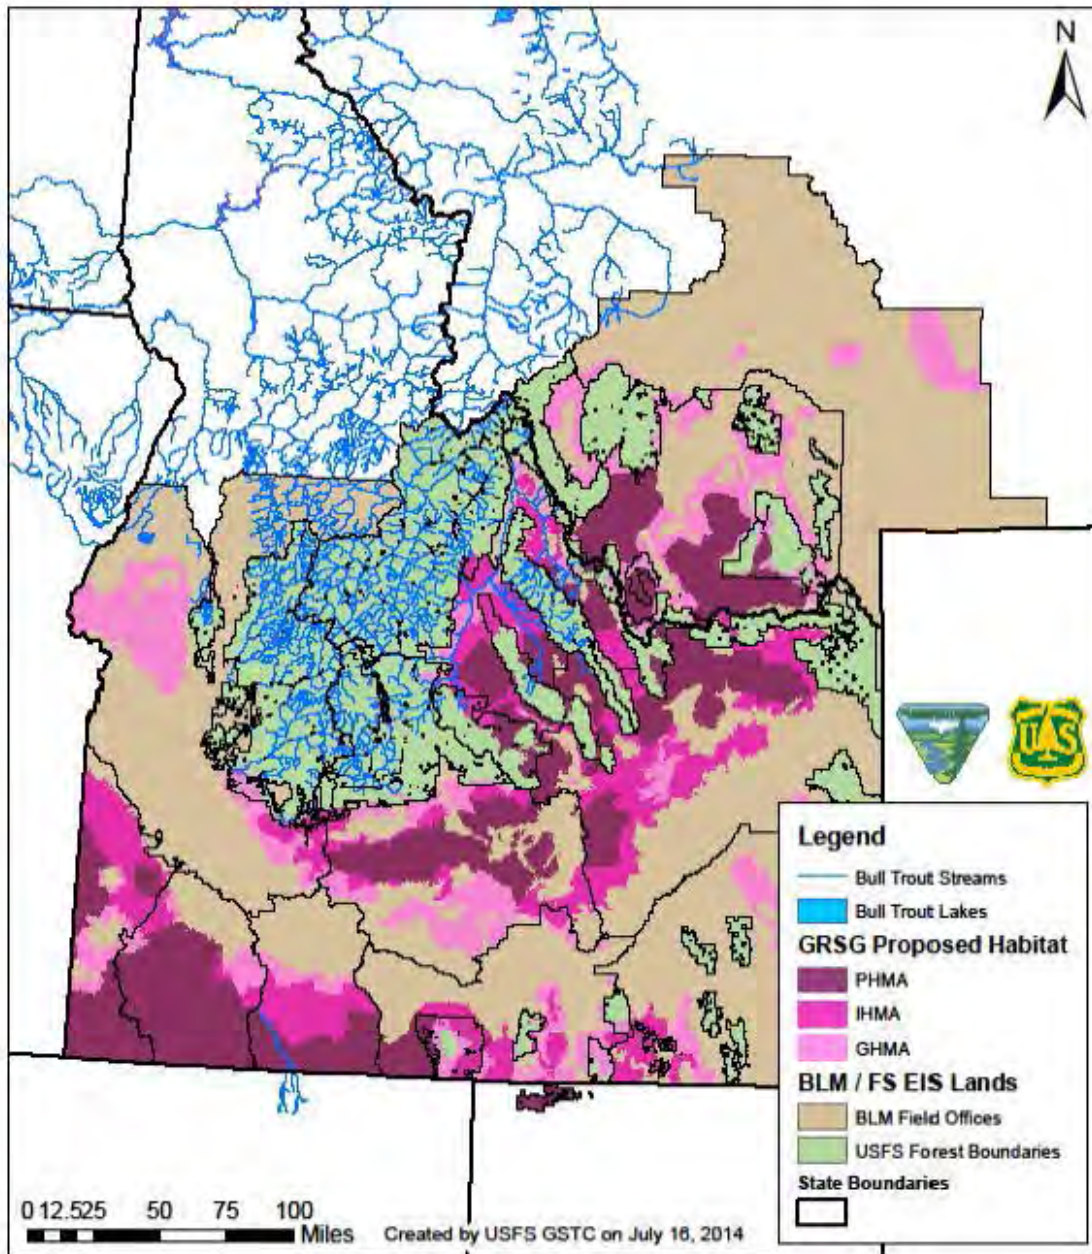 N
U S
Legend
Bull Trout Streams
Bull Trout Lakes
GRSG Proposed Habitat
PHMA
IHMA
GHMA
BLM / FS EIS Lands
BLM Field Offices
USFS Forest Boundaries
State Boundaries
0 12.525 50 75 100
Miles
Created by USFS GSTC on July 16, 2014